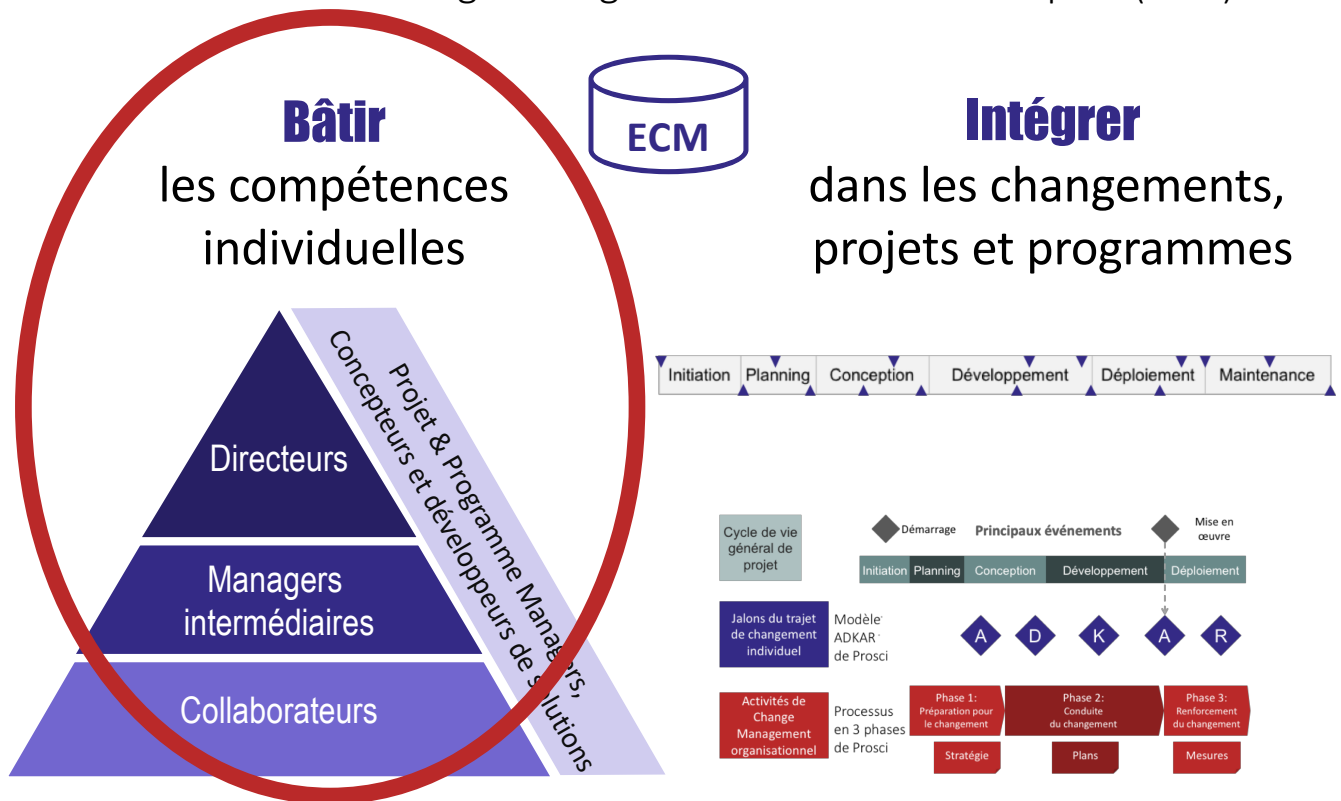 Bâtir
les compétences
individuelles
ECM
Intégrer
dans les changements,
projets et programmes
Directeurs
Managers
intermédiaires
Collaborateurs
Projet & Programme Managers,
Concepteurs et développeurs de solutions
Initiation Planning Conception Développement Déploiement Maintenance
Cycle de vie
général de
projet
Démarrage
Principaux événements
Mise en
œuvre
Initiation Planning Conception Développement Déploiement
Jalons du trajet
de changement
individuel
Modèle
ADKAR
de Prosci
A D K A R
Activités de
Change
Management
organisationnel
Processus
en 3 phases
de Prosci
Phase 1:
Préparation pour
le changement
Phase 2:
Conduite
du changement
Phase 3:
Renforcement
du changement
Stratégie
Plans
Mesures